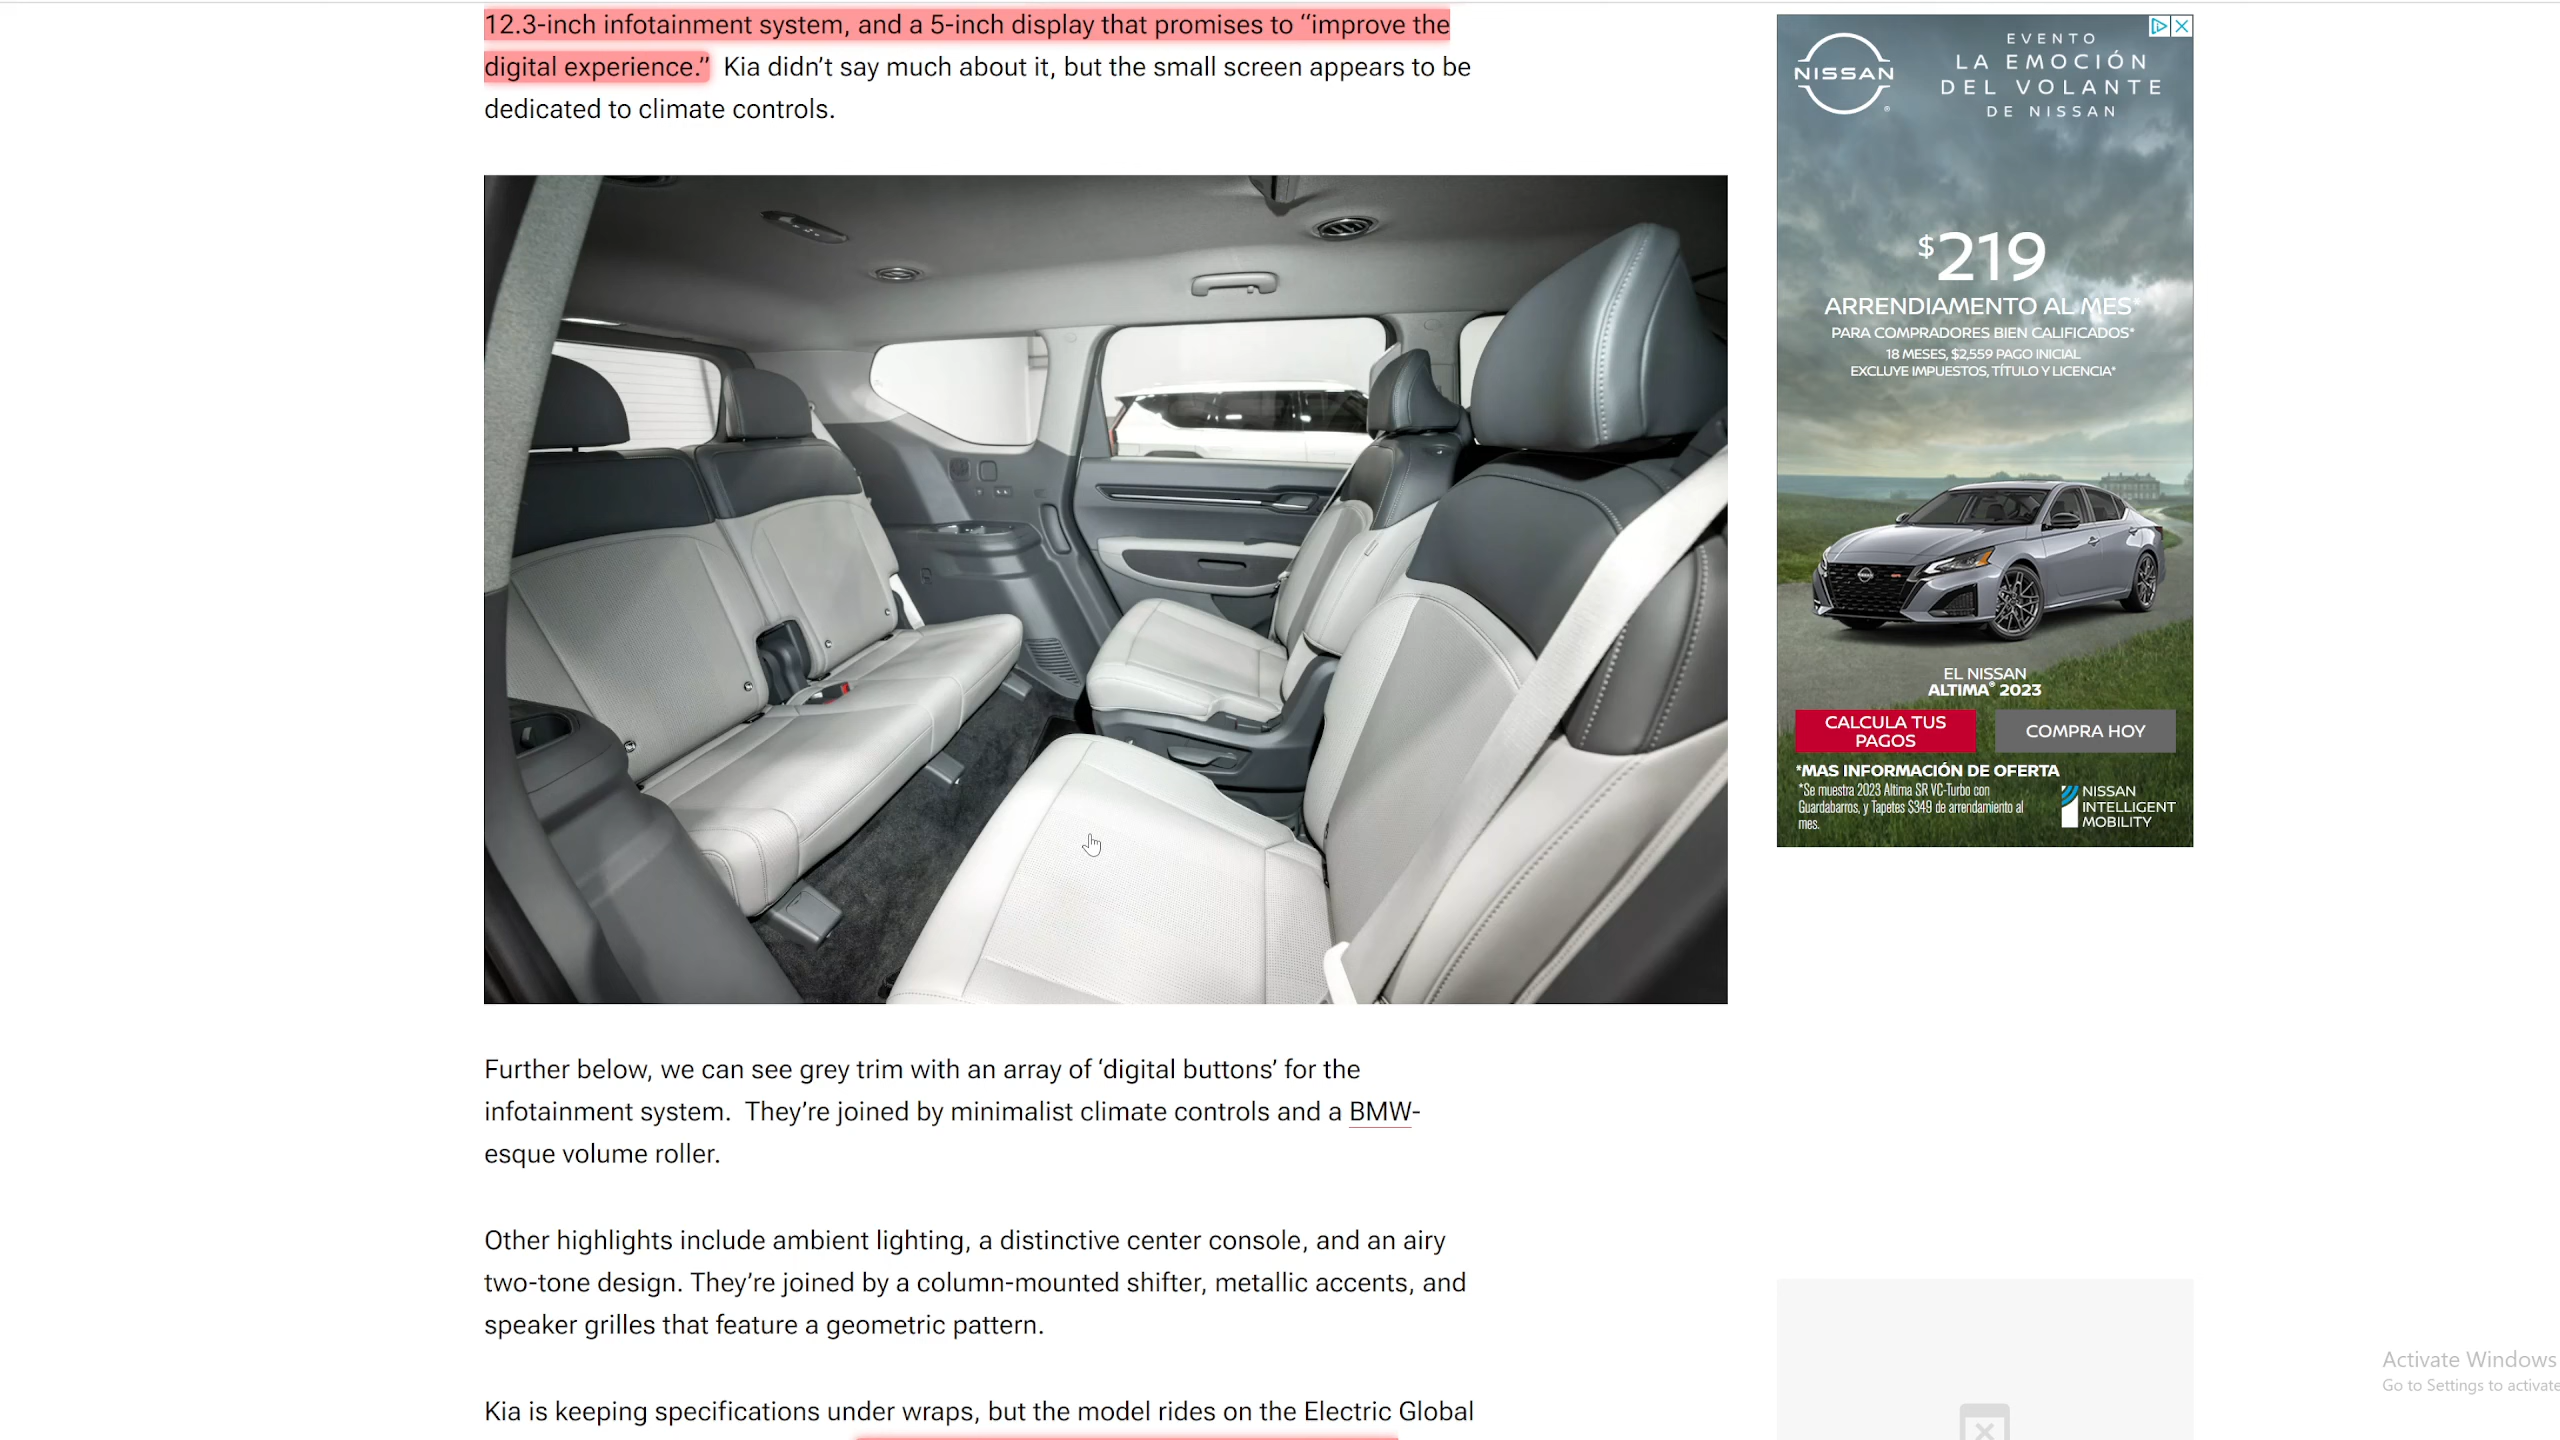 12.3-inch infotainment system, and a 5-inch display that promises to “improve the
digital experience.” Kia didn’t say much about it, but the small screen appears to be
dedicated to climate controls.
NISSAN
®
EVENTO
LA EMOCIÓN
DEL VOLANTE
DE NISSAN
$219
ARRENDIAMENTO AL MES*
PARA COMPRADORES BIEN CALIFICADOS*
18 MESES, $2,559 PAGO INICIAL
EXCLUYE IMPUESTOS, TÍTULO Y LICENCIA*
EL NISSAN
ALTIMA® 2023
CALCULA TUS
PAGOS
COMPRA HOY
*MAS INFORMACIÓN DE OFERTA
*Se muestra 2023 Altima SR VC-Turbo con
Guardabarros, y Tapetes $349 de arrendamiento al
mes.
NISSAN
INTELLIGENT
MOBILITY
Further below, we can see grey trim with an array of ‘digital buttons’ for the
infotainment system. They’re joined by minimalist climate controls and a BMW-
esque volume roller.
Other highlights include ambient lighting, a distinctive center console, and an airy
two-tone design. They’re joined by a column-mounted shifter, metallic accents, and
speaker grilles that feature a geometric pattern.
Kia is keeping specifications under wraps, but the model rides on the Electric Global
Activate Windows
Go to Settings to activate